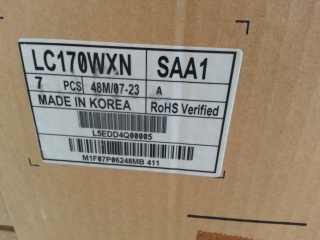 LC170WXN SAA1
7 PCS 48M/07-23 A
MADE IN KOREA RoHS Verified
L5EDD4Q00005
M1F07P06248MB 411